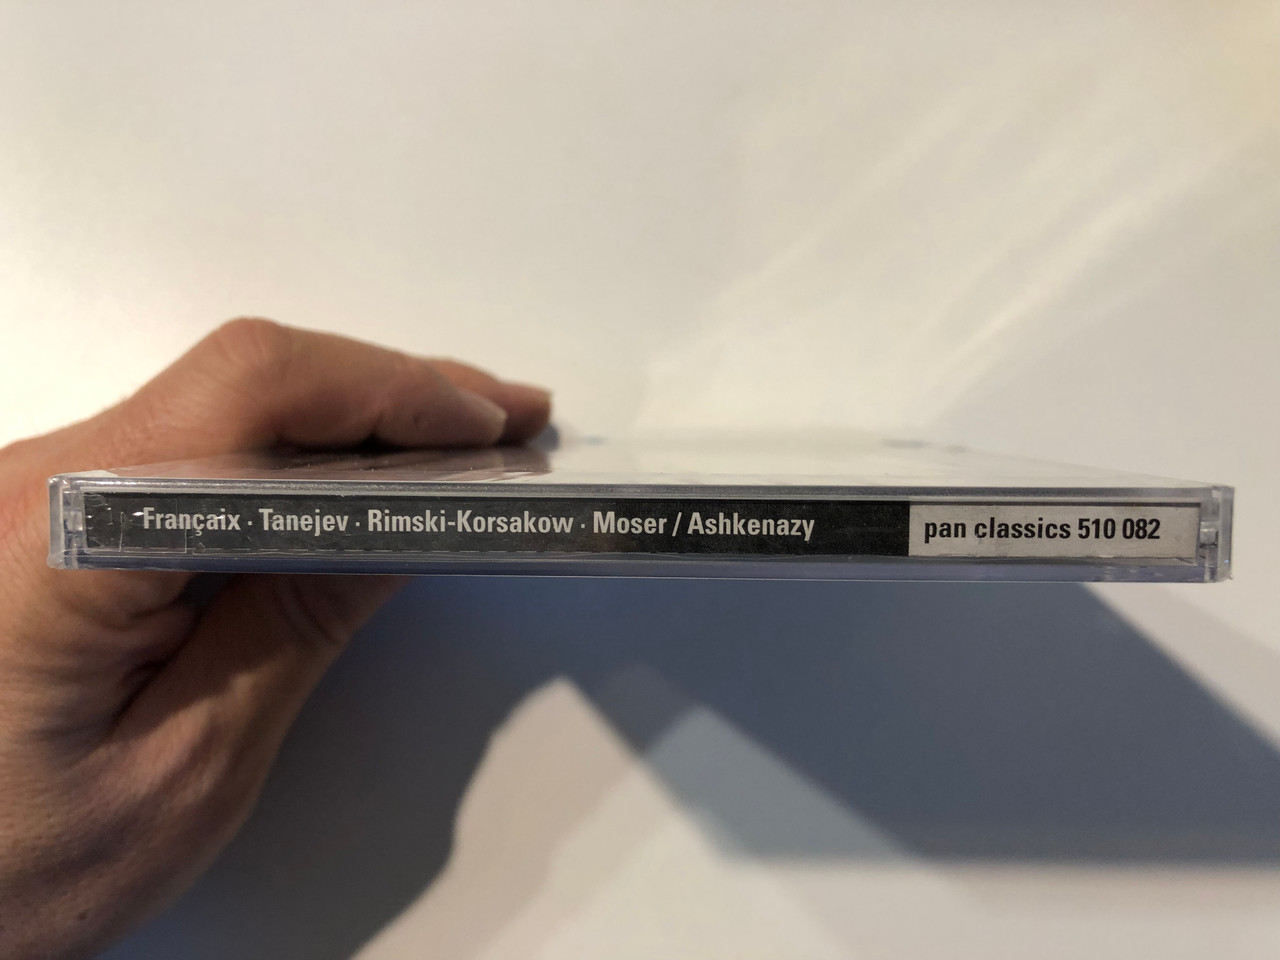 Françaix · Tanejev · Rimski-Korsakow · Moser / Ashkenazy
pan classics 510 082